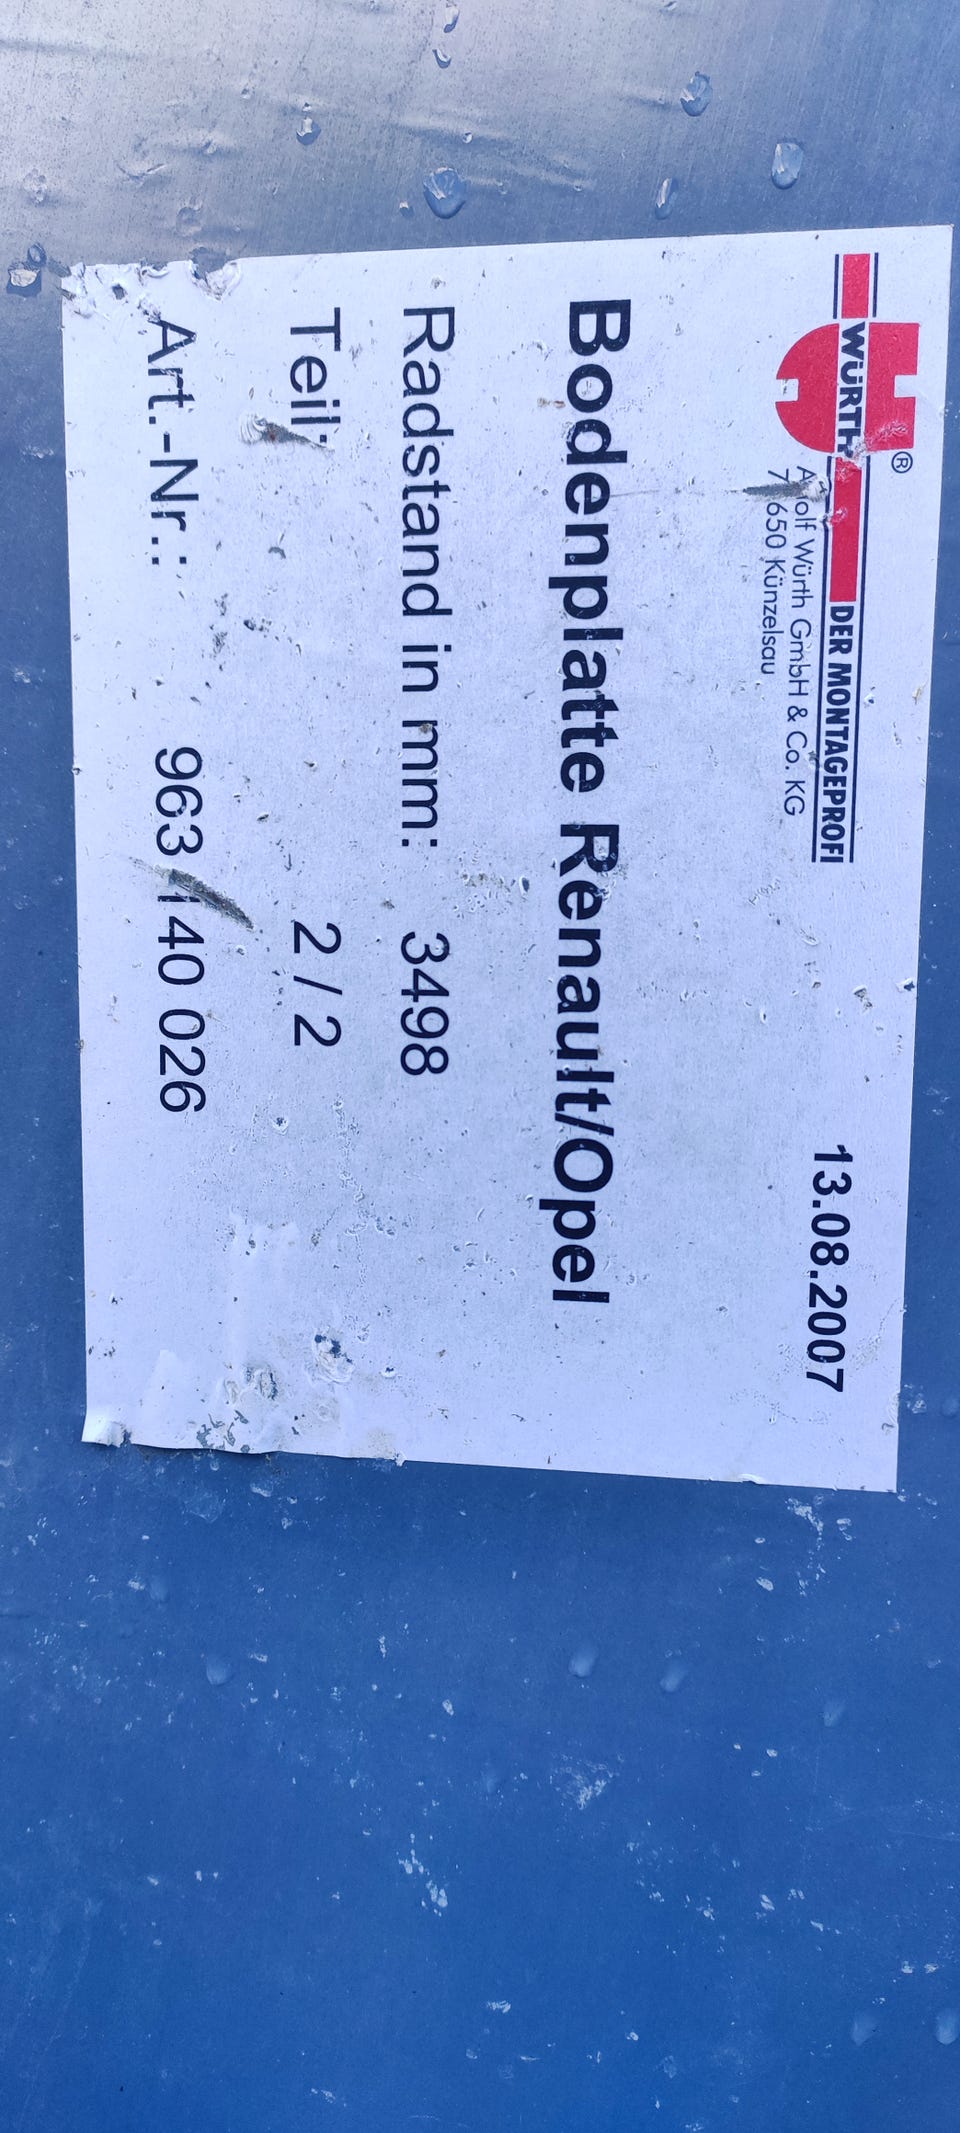 WÜRTH ® DER MONTAGEPROFI
Adolf Würth GmbH & Co. KG
Künzelsau
13.08.2007
Bodenplatte Renault/Opel
Radstand in mm: 3498
Teil: 2 / 2
Art.-Nr.: 963 140 026